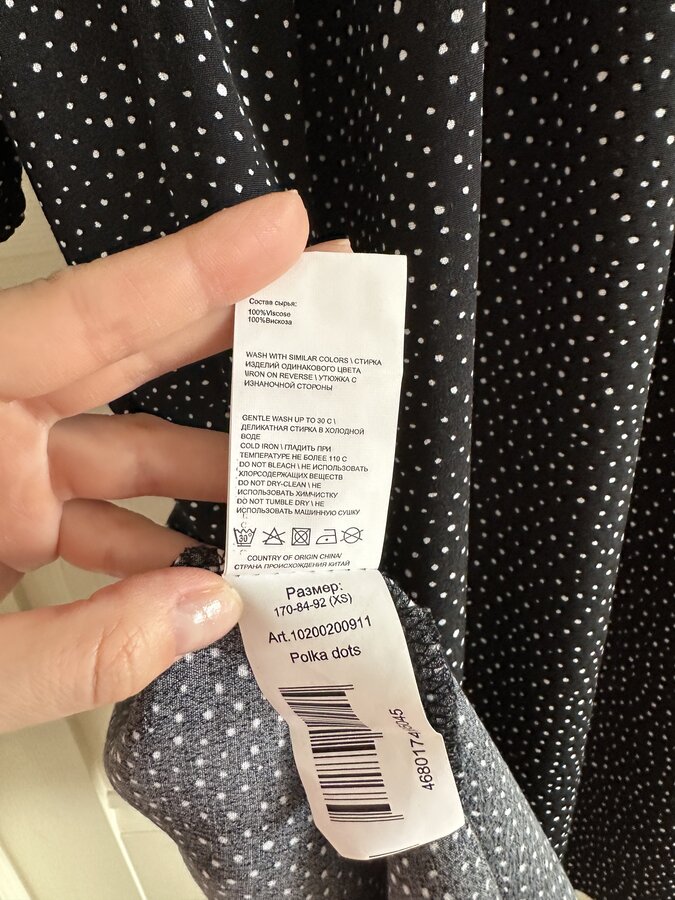 Состав сырья:
100%Viscose
100%Вискоза
WASH WITH SIMILAR COLORS \ СТИРКА
ИЗДЕЛИЙ ОДИНАКОВОГО ЦВЕТА
\IRON ON REVERSE \ УТЮЖКА С
ИЗНАНОЧНОЙ СТОРОНЫ
GENTLE WASH UP TO 30 C \
ДЕЛИКАТНАЯ СТИРКА В ХОЛОДНОЙ
ВОДЕ
COLD IRON \ ГЛАДИТЬ ПРИ
ТЕМПЕРАТУРЕ НЕ БОЛЕЕ 110 С
DO NOT BLEACH \ НЕ ИСПОЛЬЗОВАТЬ
ХЛОРСОДЕРЖАЩИХ ВЕЩЕСТВ
DO NOT DRY-CLEAN \ НЕ
ИСПОЛЬЗОВАТЬ ХИМЧИСТКУ
DO NOT TUMBLE DRY \ НЕ
ИСПОЛЬЗОВАТЬ МАШИННУЮ СУШКУ
30
COUNTRY OF ORIGIN CHINA/
СТРАНА ПРОИСХОЖДЕНИЯ КИТАЙ
Размер:
170-84-92 (XS)
Art.10200200911
Polka dots